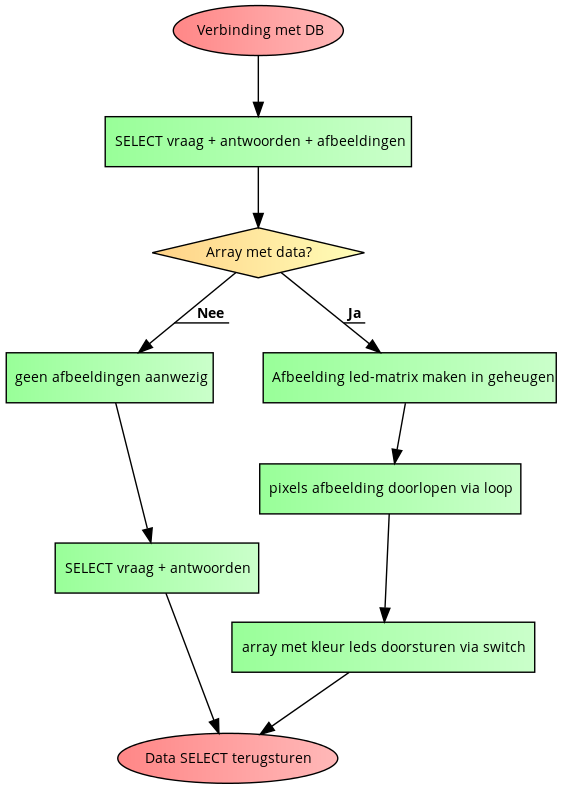 Verbinding met DB
SELECT vraag + antwoorden + afbeeldingen
Array met data?
Nee
Ja
geen afbeeldingen aanwezig
Afbeelding led-matrix maken in geheugen
pixels afbeelding doorlopen via loop
SELECT vraag + antwoorden
array met kleur leds doorsturen via switch
Data SELECT terugsturen